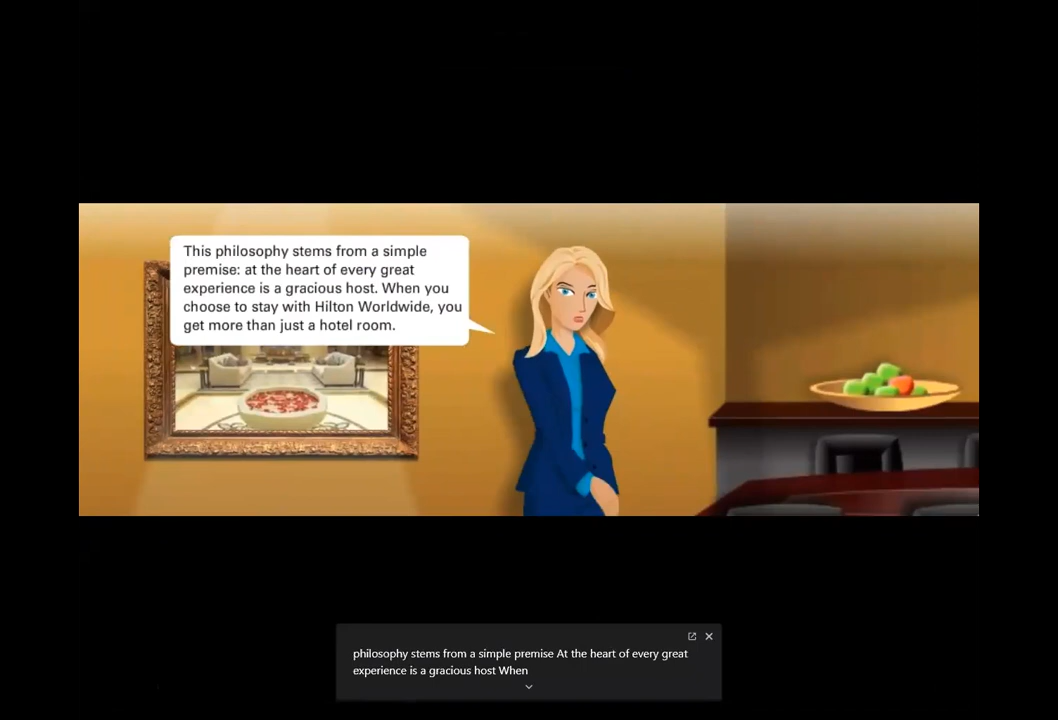 This philosophy stems from a simple
premise: at the heart of every great
experience is a gracious host. When you
choose to stay with Hilton Worldwide, you
get more than just a hotel room.
philosophy stems from a simple premise At the heart of every great
experience is a gracious host When